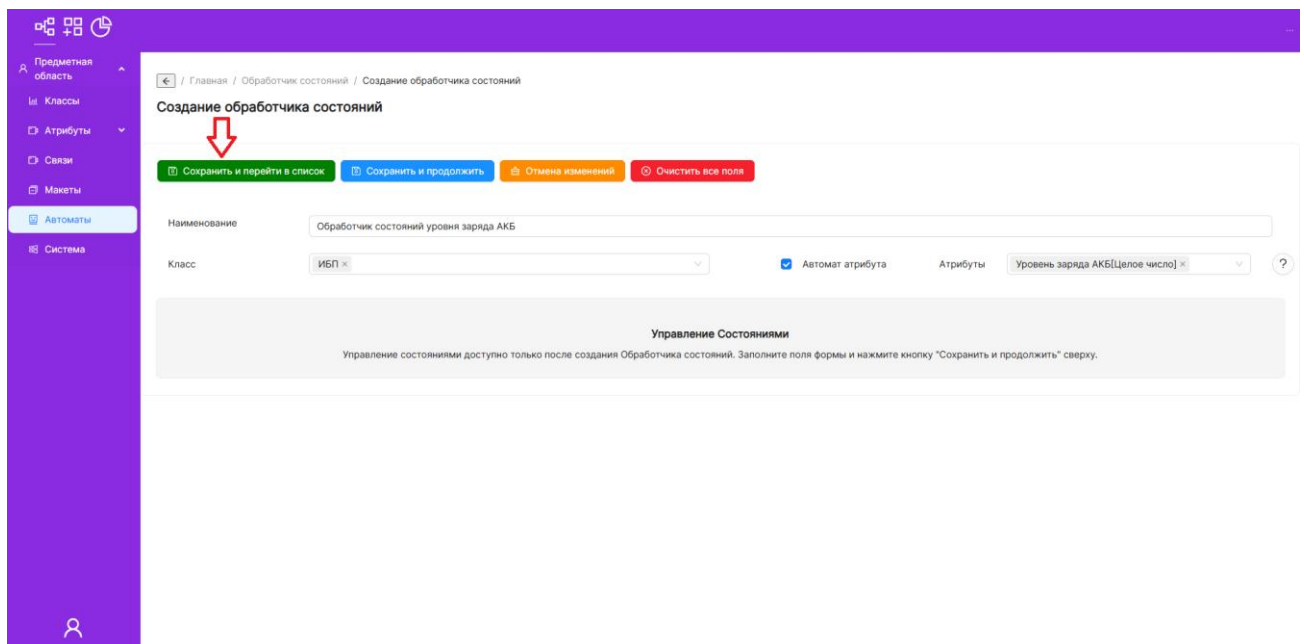 Предметная
область
Классы
Атрибуты
Связи
Макеты
Автоматы
Система
/ Главная / Обработчик состояний / Создание обработчика состояний
Создание обработчика состояний
Сохранить и перейти в список Сохранить и продолжить Отмена изменений Очистить все поля
Наименование Обработчик состояний уровня заряда АКБ
Класс ИБП × Автомат атрибута Атрибуты Уровень заряда АКБ[Целое число] × ?
Управление Состояниями
Управление состояниями доступно только после создания Обработчика состояний. Заполните поля формы и нажмите кнопку "Сохранить и продолжить" сверху.